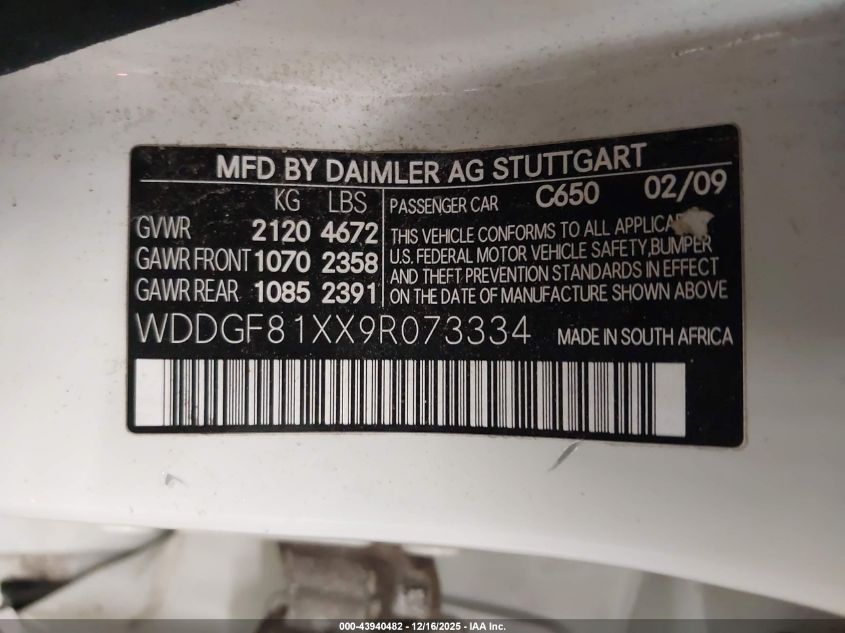 MFD BY DAIMLER AG STUTTGART
KG LBS
GVWR 2120 4672
GAWR FRONT 1070 2358
GAWR REAR 1085 2391
PASSENGER CAR C650 02/09
THIS VEHICLE CONFORMS TO ALL
U.S. FEDERAL MOTOR VEHICLE SAFETY, BUMPER
AND THEFT PREVENTION STANDARDS IN EFFECT
ON THE DATE OF MANUFACTURE SHOWN ABOVE
WDDGF81XX9R073334 MADE IN SOUTH AFRICA
000-43940482 - 12/16/2025 - IAA Inc.